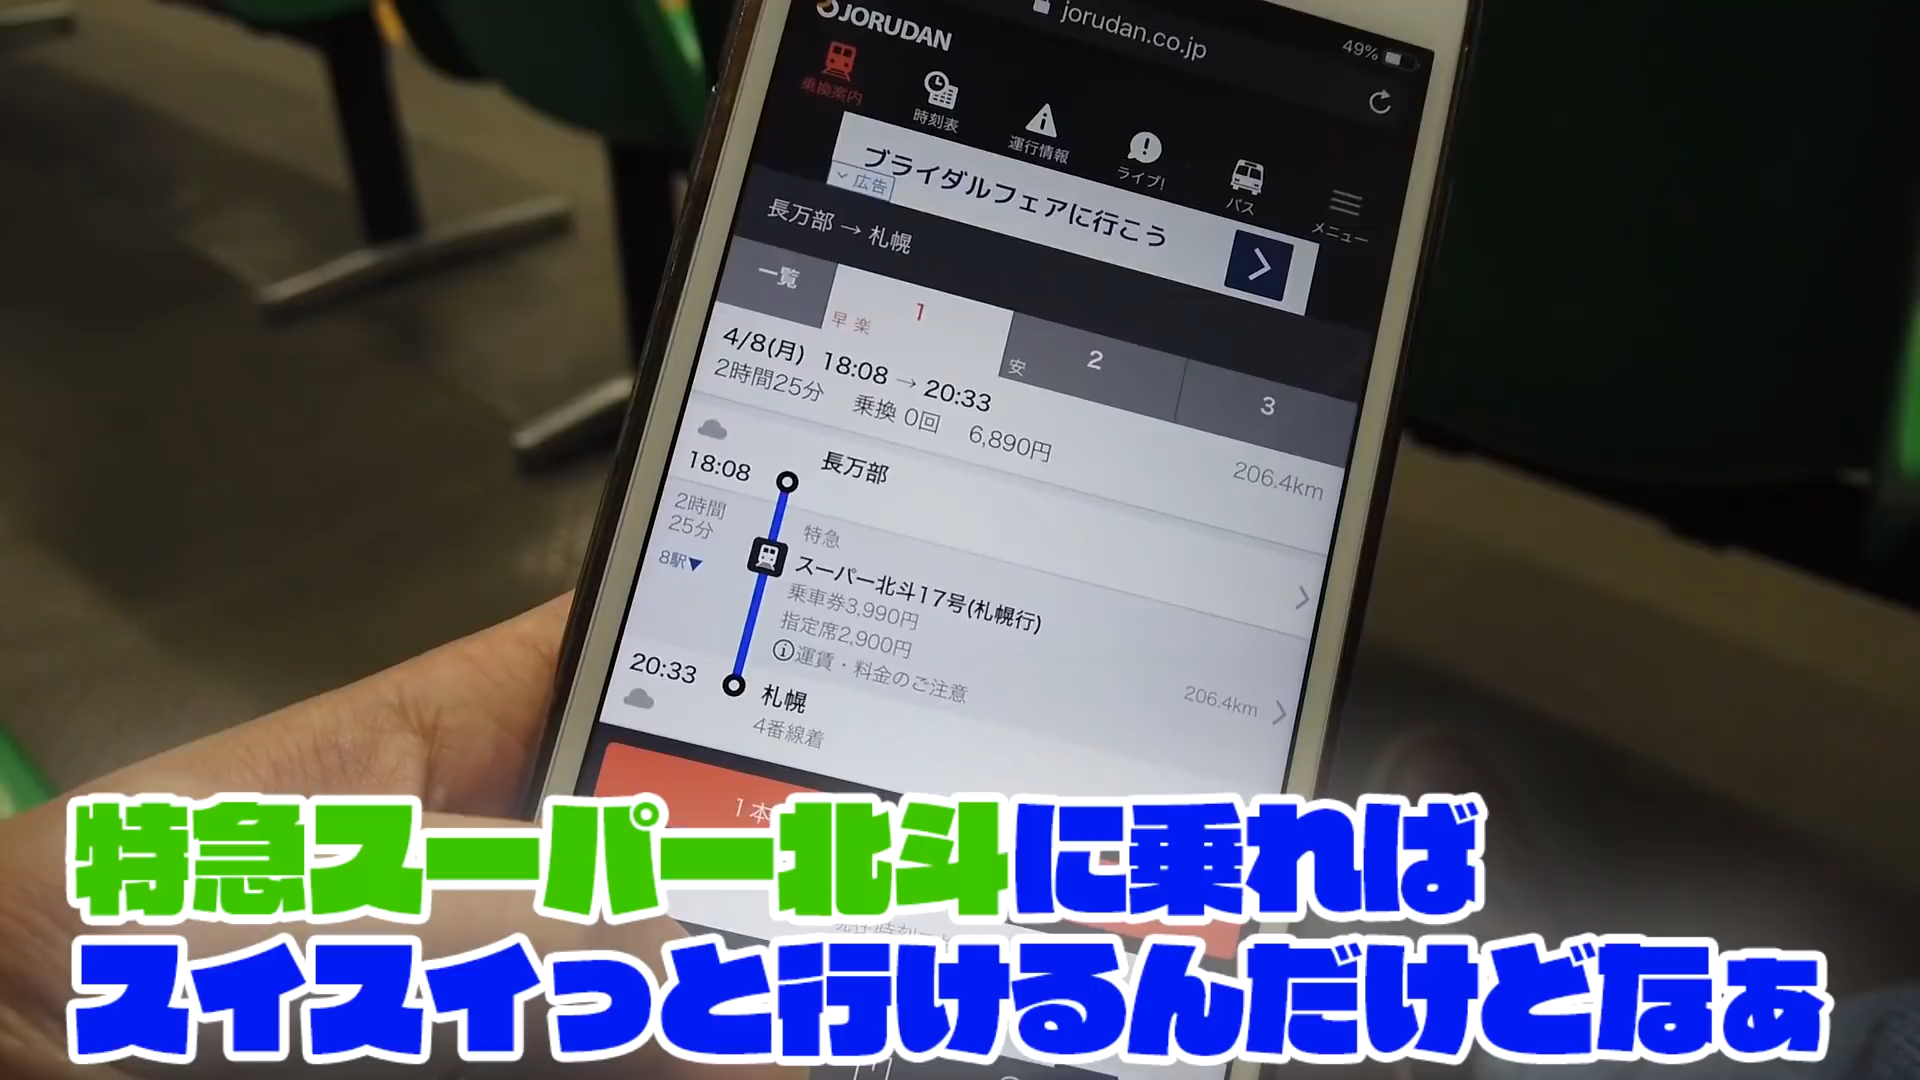 JORUDAN
jorudan.co.jp
49%
乗換案内
時刻表
運行情報
ライブ!
バス
メニュー
ブライダルフェアに行こう
広告
長万部 → 札幌
一覧
1
早 楽
2
安
3
4/8(月) 18:08 → 20:33
2時間25分 乗換 0回 6,890円
206.4km
18:08
長万部
2時間
25分
8駅▼
特急
スーパー北斗17号(札幌行)
乗車券3,990円
指定席2,900円
運賃・料金のご注意
206.4km
20:33
札幌
4番線着
1本
特急スーパー北斗に乗れば
スイスイっと行けるんだけどなぁ